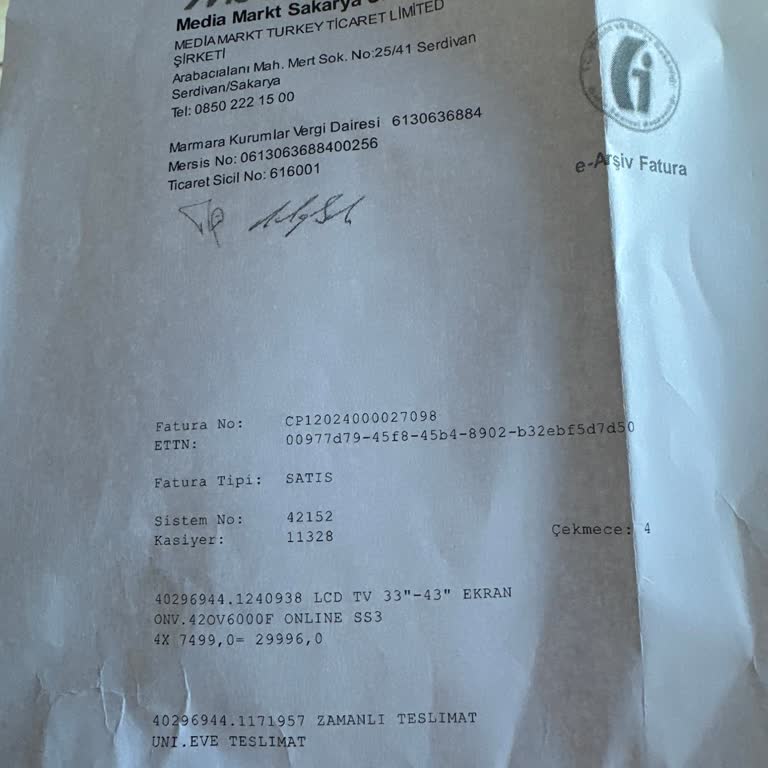 Media Markt Sakarya
MEDİAMARKT TURKEY TİCARET LIMITED
ŞİRKETİ
Arabacıalanı Mah. Mert Sok. No:25/41 Serdivan
Serdivan/Sakarya
Tel: 0850 222 15 00
Marmara Kurumlar Vergi Dairesi 6130636884
Mersis No: 0613063688400256
Ticaret Sicil No: 616001
e-Arşiv Fatura
Fatura No: CP12024000027098
ETTN: 00977d79-45f8-45b4-8902-b32ebf5d7d50
Fatura Tipi: SATIS
Sistem No: 42152
Kasiyer: 11328 Çekmece: 4
40296944.1240938 LCD TV 33"-43" EKRAN
ONV.42OV6000F ONLINE SS3
4X 7499,0= 29996,0
40296944.1171957 ZAMANLI TESLIMAT
UNI.EVE TESLIMAT